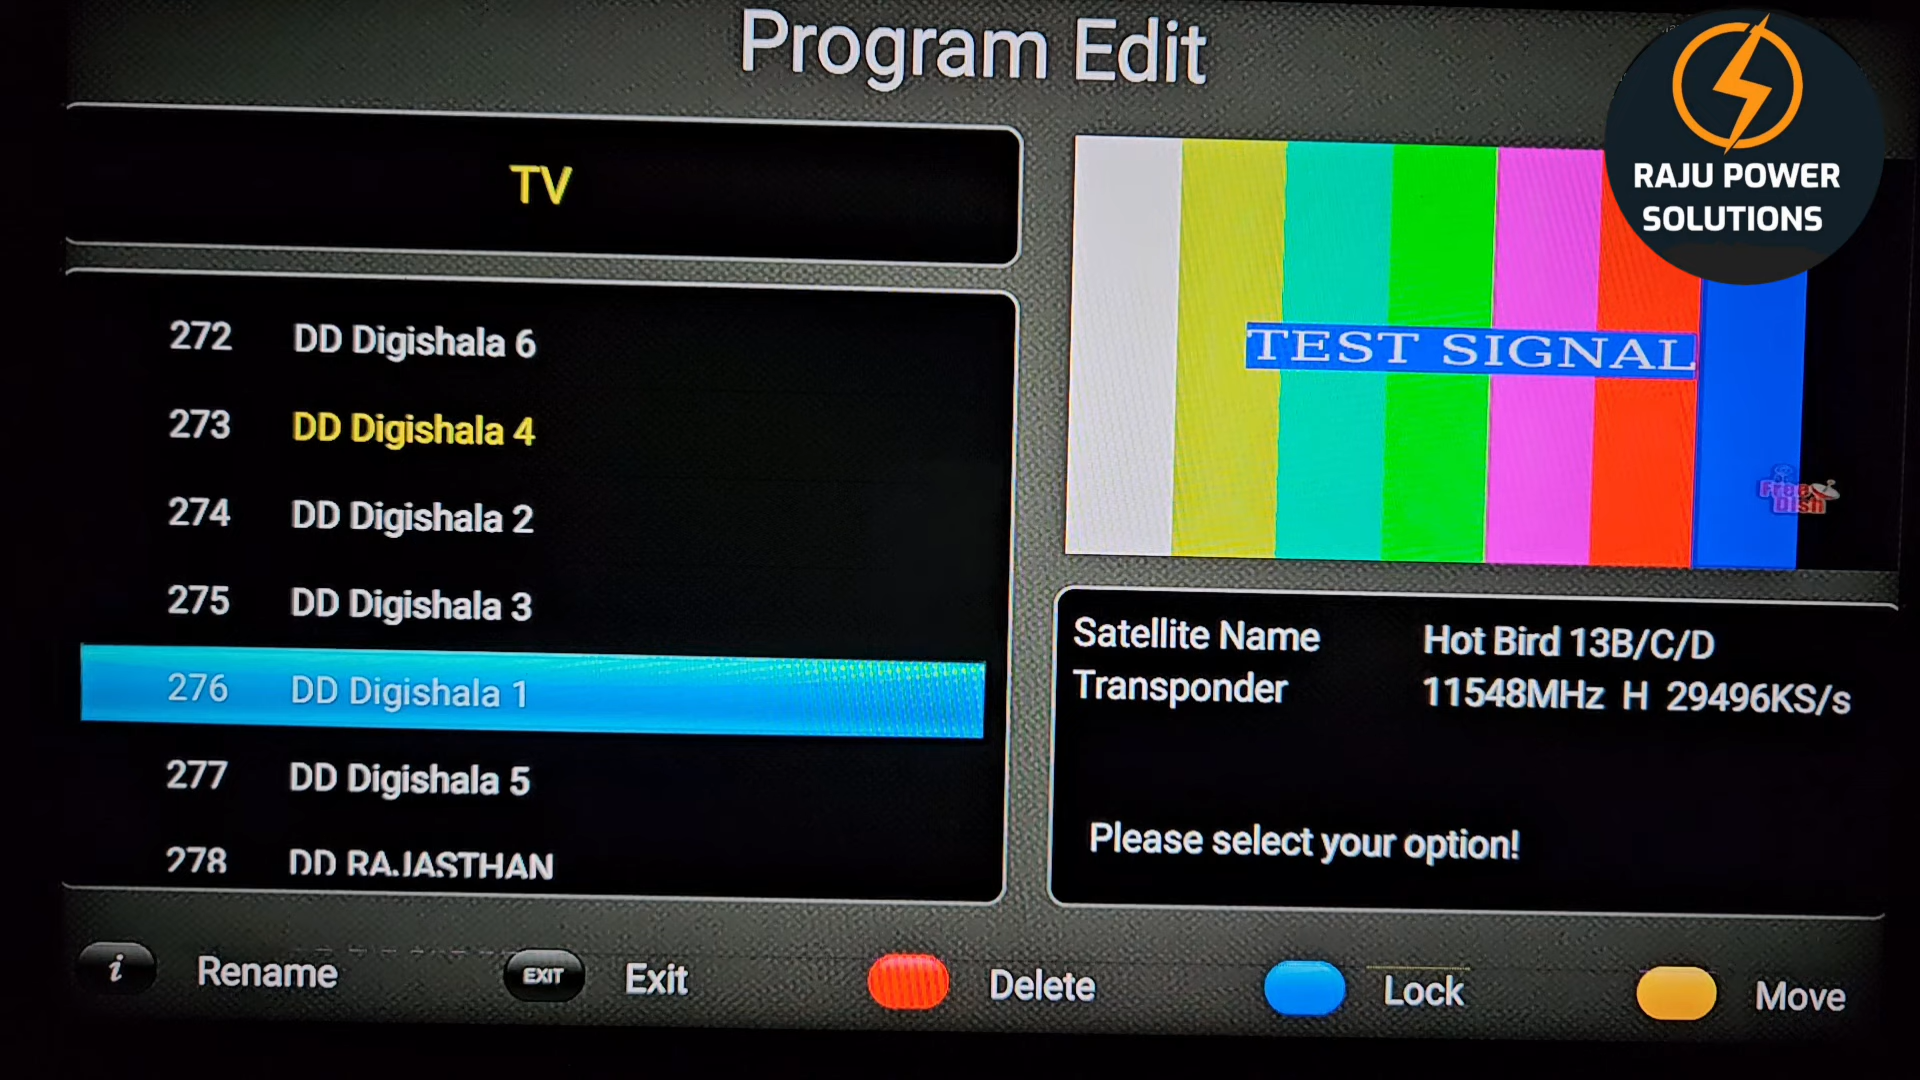 Program Edit
RAJU POWER
SOLUTIONS
TV
272 DD Digishala 6
273 DD Digishala 4
274 DD Digishala 2
275 DD Digishala 3
276 DD Digishala 1
277 DD Digishala 5
278 DD RAJASTHAN
TEST SIGNAL
Free
Dish
Satellite Name Hot Bird 13B/C/D
Transponder 11548MHz H 29496KS/s
Please select your option!
i Rename EXIT Exit Delete Lock Move